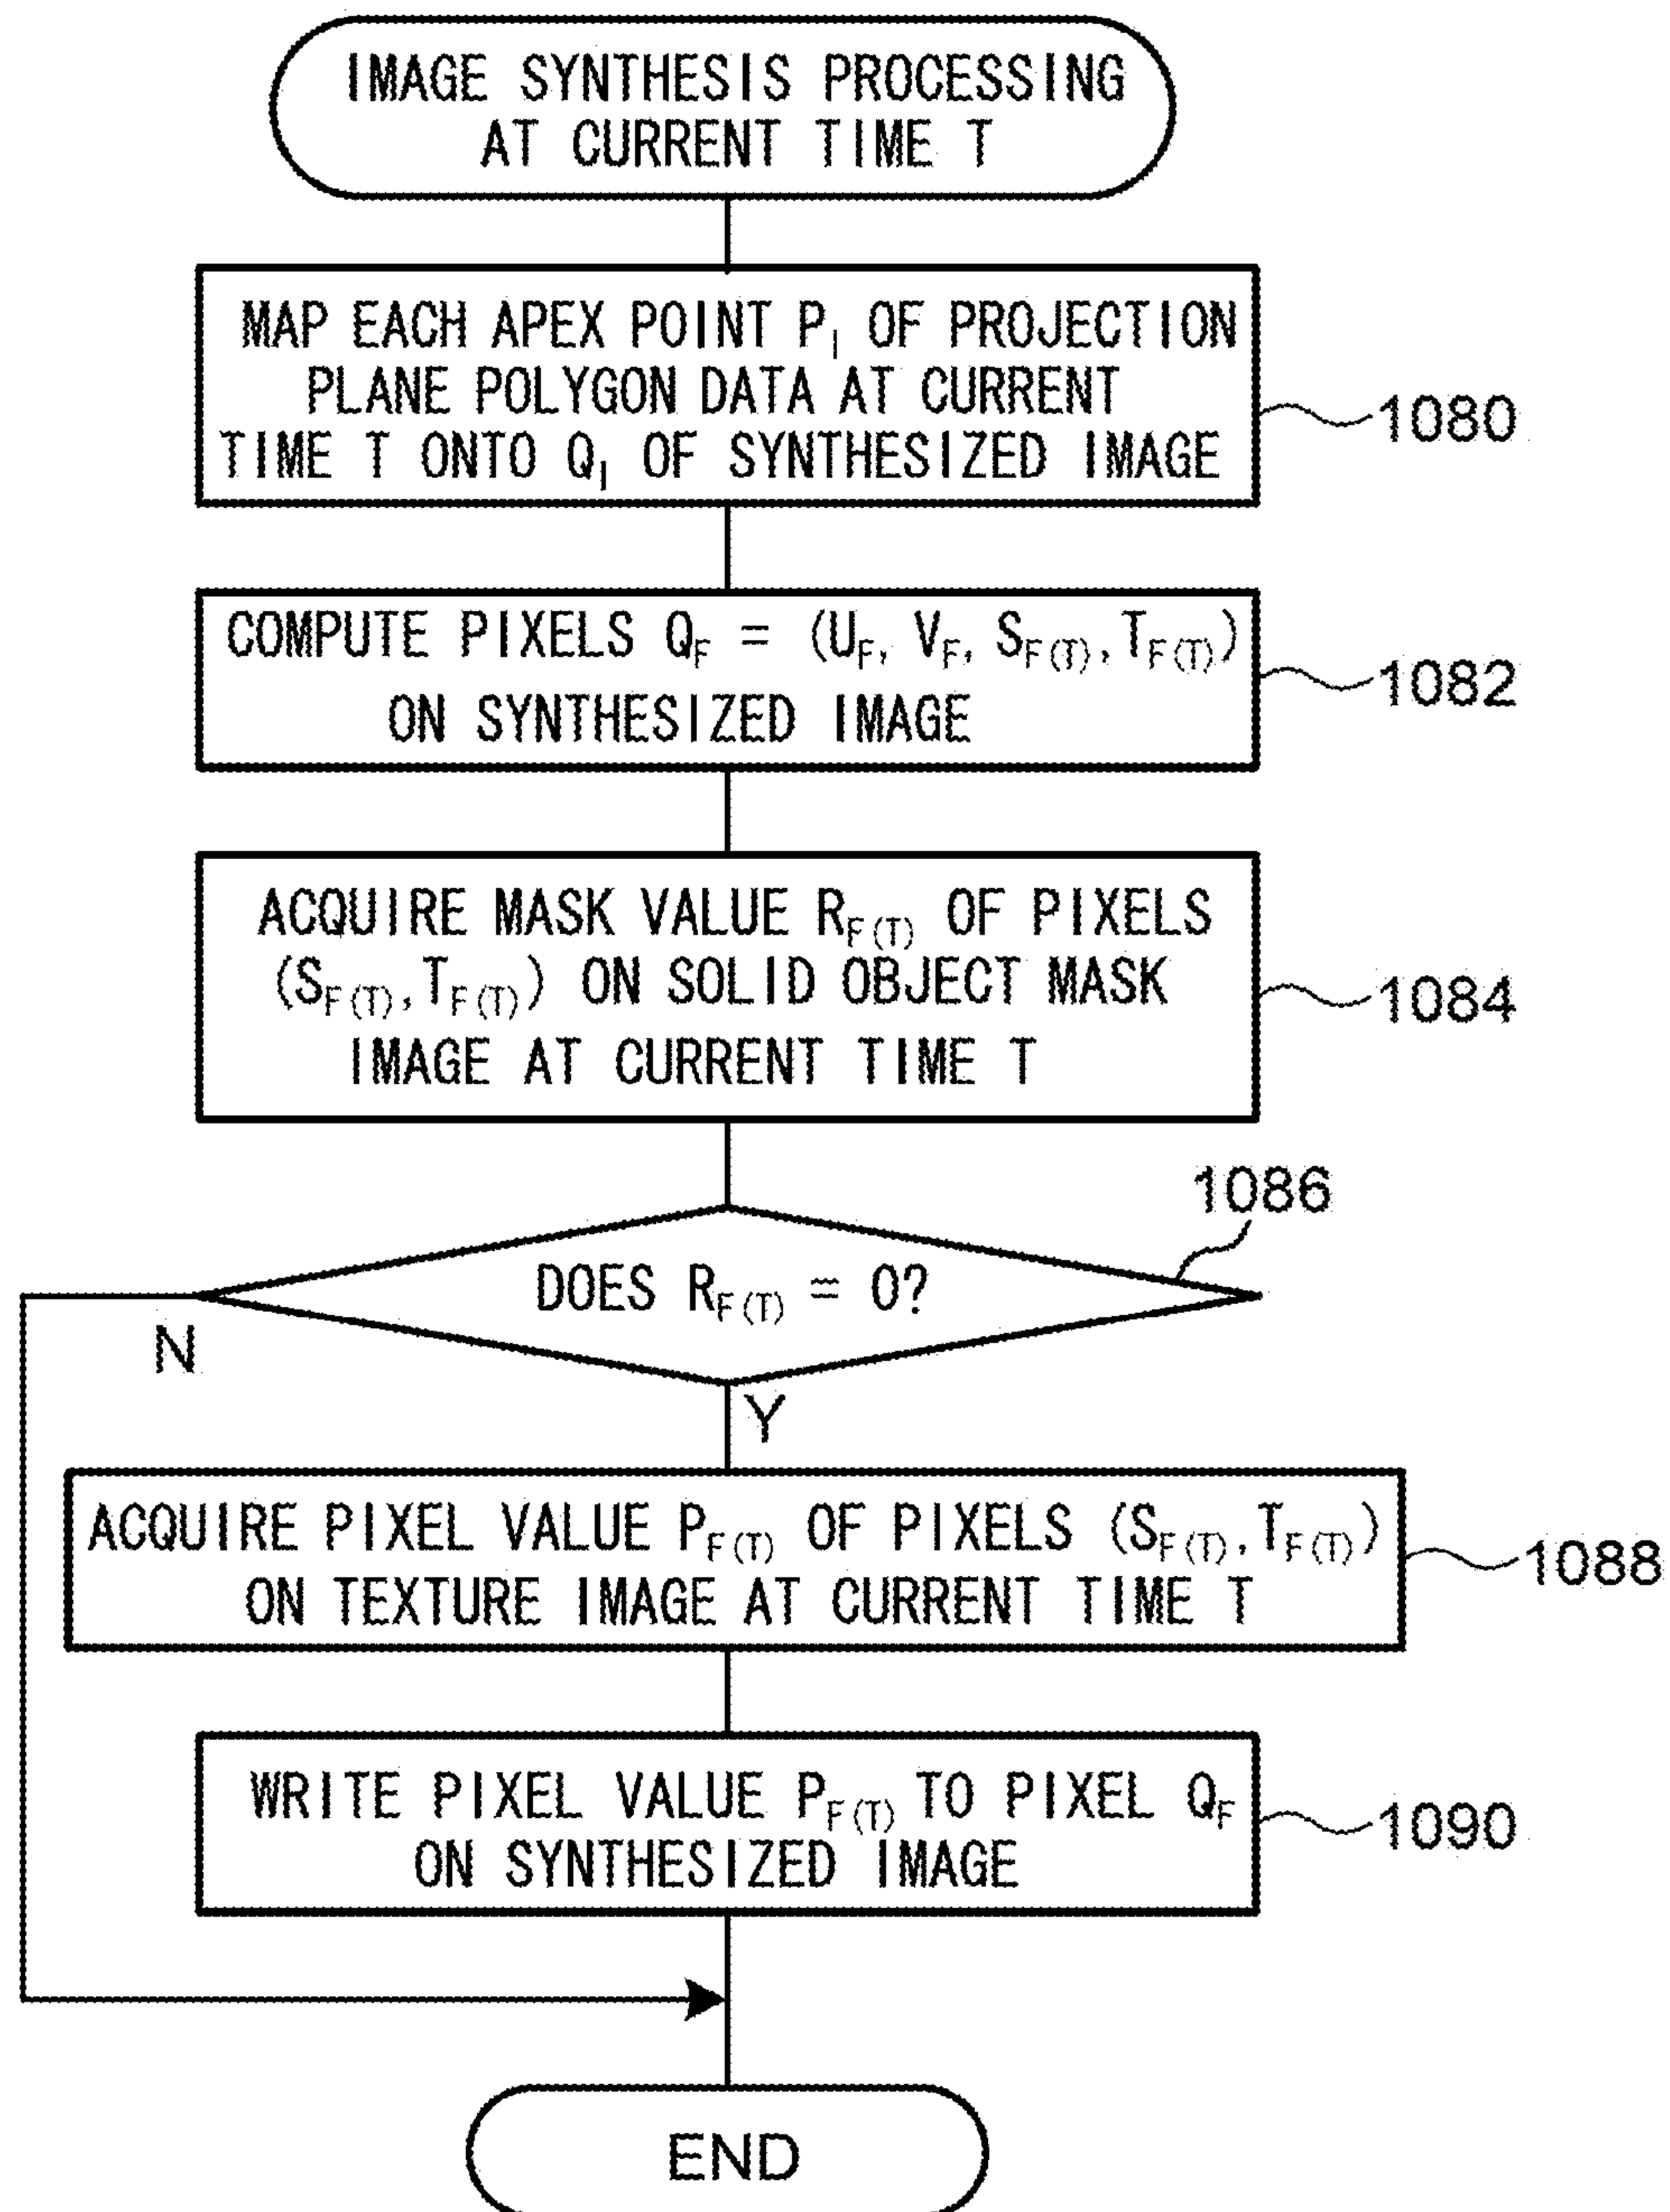 IMAGE SYNTHESIS PROCESSING
AT CURRENT TIME T
MAP EACH APEX POINT P_I OF PROJECTION
PLANE POLYGON DATA AT CURRENT
TIME T ONTO Q_I OF SYNTHESIZED IMAGE
1080
COMPUTE PIXELS Q_F = (U_F, V_F, S_F(T), T_F(T))
ON SYNTHESIZED IMAGE
1082
ACQUIRE MASK VALUE R_F(T) OF PIXELS
(S_F(T), T_F(T)) ON SOLID OBJECT MASK
IMAGE AT CURRENT TIME T
1084
1086
DOES R_F(T) = 0?
N
Y
ACQUIRE PIXEL VALUE P_F(T) OF PIXELS (S_F(T), T_F(T))
ON TEXTURE IMAGE AT CURRENT TIME T
1088
WRITE PIXEL VALUE P_F(T) TO PIXEL Q_F
ON SYNTHESIZED IMAGE
1090
END